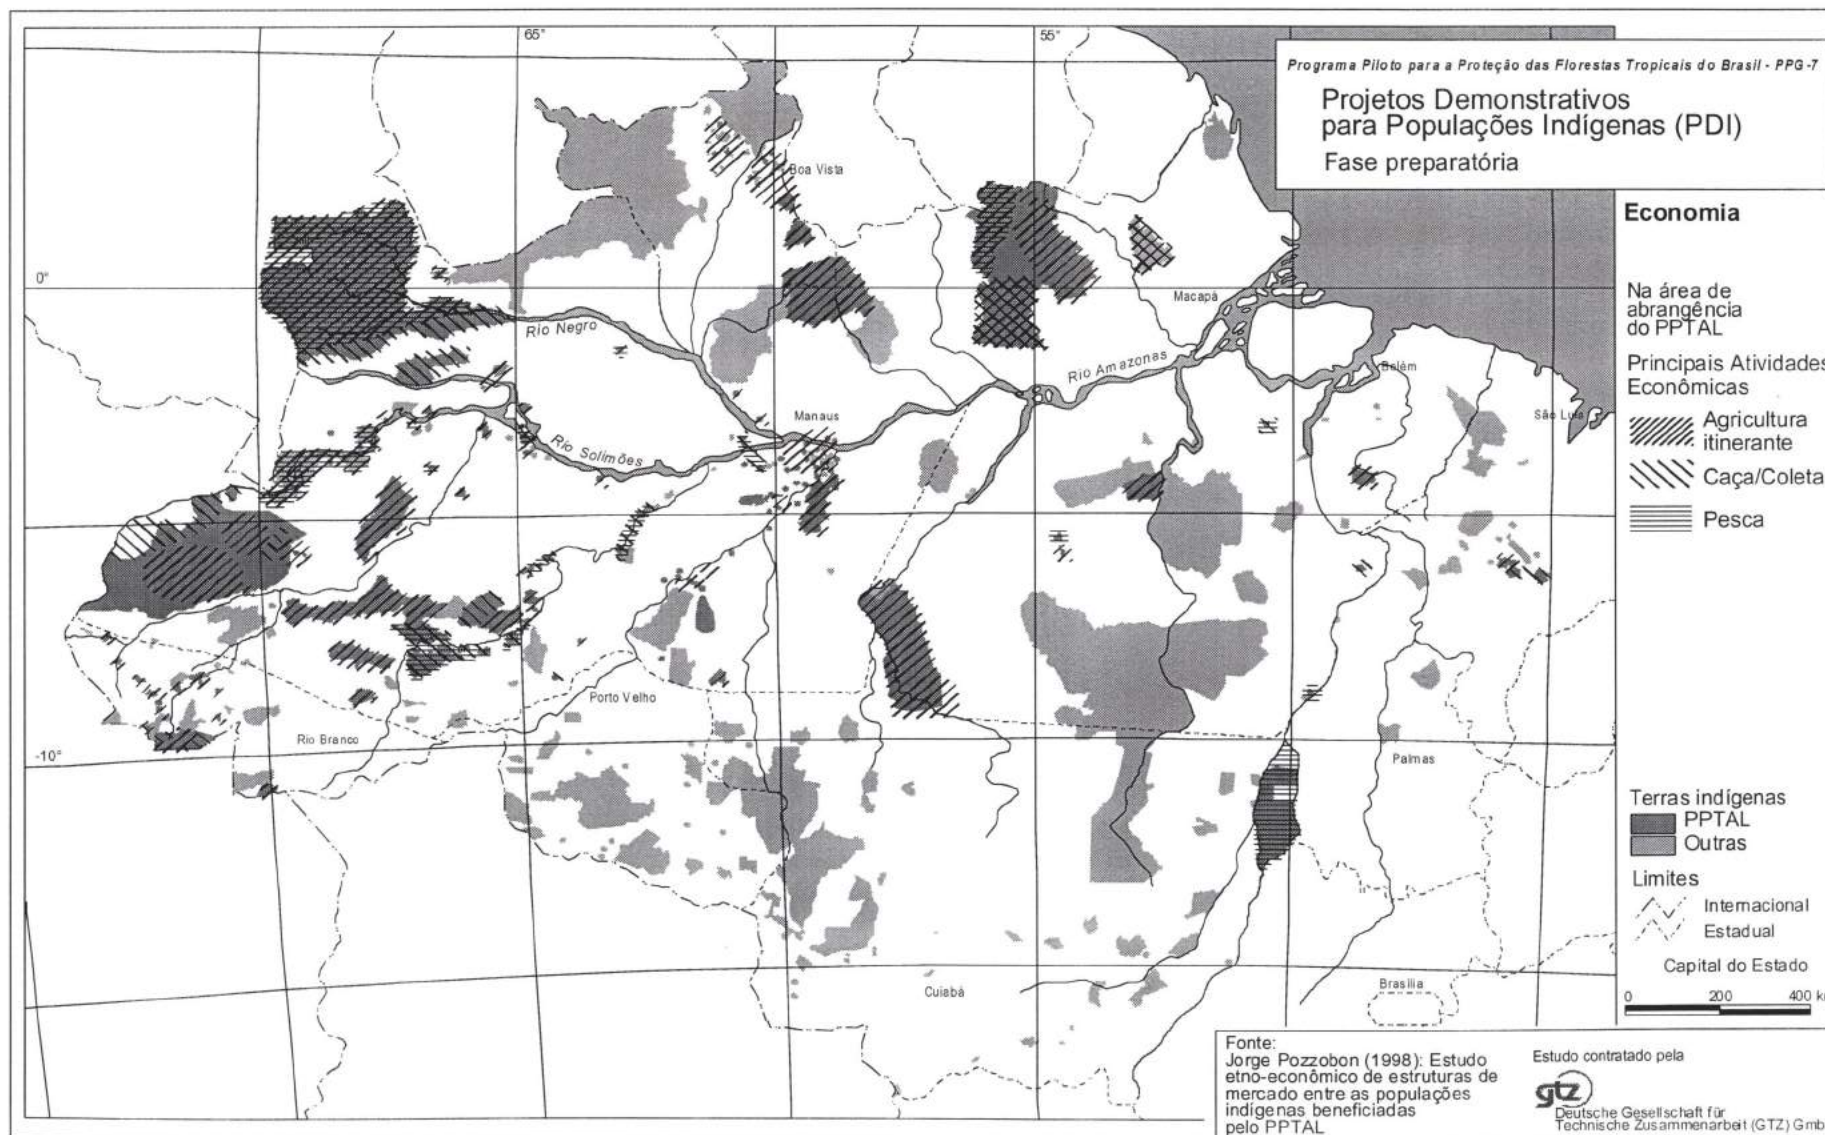 65°
55°
Programa Piloto para a Proteção das Florestas Tropicais do Brasil - PPG-7
Projetos Demonstrativos
para Populações Indígenas (PDI)
Fase preparatória
Boa Vista
Economia
0°
Macapá
Na área de
abrangência
do PPTAL
Rio Negro
Rio Amazonas
Belém
Principais Atividades
Econômicas
São Luis
Manaus
Rio Solimões
Agricultura
itinerante
Caça/Coleta
Pesca
Porto Velho
Rio Branco
-10°
Palmas
Terras indígenas
PPTAL
Outras
Limites
Internacional
Estadual
Capital do Estado
Cuiabá
Brasília
0 200 400 km
Fonte:
Jorge Pozzobon (1998): Estudo
etno-econômico de estruturas de
mercado entre as populações
indígenas beneficiadas
pelo PPTAL
Estudo contratado pela
gtz
Deutsche Gesellschaft für
Technische Zusammenarbeit (GTZ) Gmb